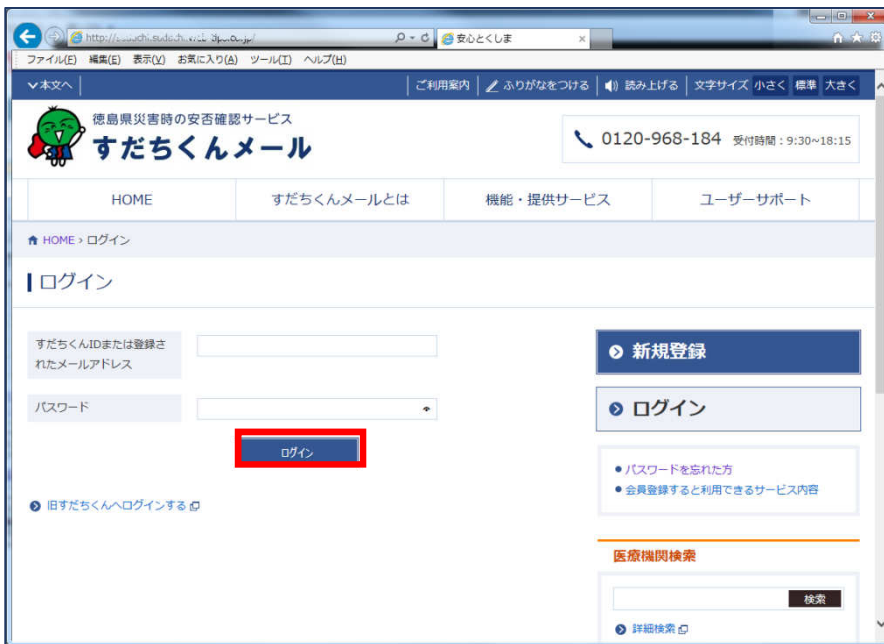 安心とくしま
ファイル(F) 編集(E) 表示(V) お気に入り(A) ツール(T) ヘルプ(H)
本文へ ご利用案内 ふりがなをつける 読み上げる 文字サイズ 小さく 標準 大きく
徳島県災害時の安否確認サービス
すだちくんメール
0120-968-184 受付時間:9:30~18:15
HOME すだちくんメールとは 機能・提供サービス ユーザーサポート
HOME › ログイン
ログイン
すだちくんIDまたは登録さ
れたメールアドレス
パスワード
ログイン
旧すだちくんへログインする
新規登録
ログイン
パスワードを忘れた方
会員登録すると利用できるサービス内容
医療機関検索
検索
詳細検索